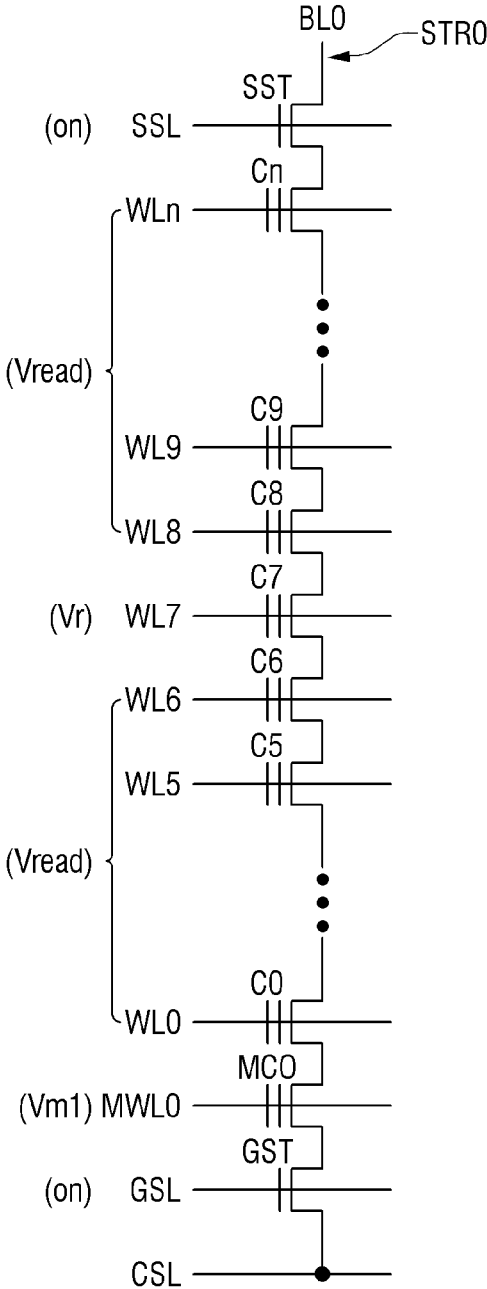 BL0
STR0
SST
(on) SSL
Cn
WLn
(Vread)
C9
WL9
C8
WL8
C7
(Vr) WL7
C6
WL6
C5
WL5
(Vread)
C0
WL0
MC0
(Vm1) MWL0
GST
(on) GSL
CSL